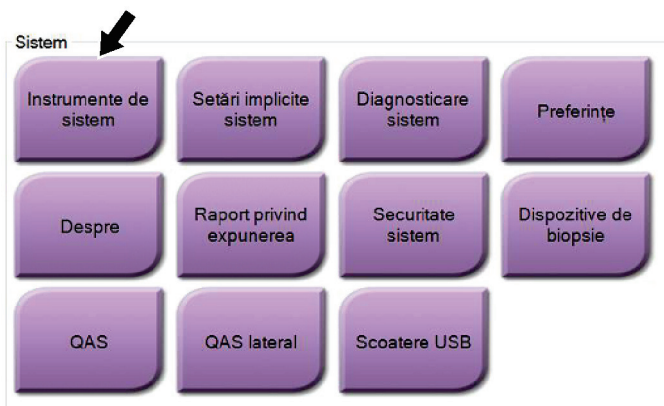 Sistem
Instrumente de
sistem
Setări implicite
sistem
Diagnosticare
sistem
Preferințe
Despre
Raport privind
expunerea
Securitate
sistem
Dispozitive de
biopsie
QAS
QAS lateral
Scoatere USB